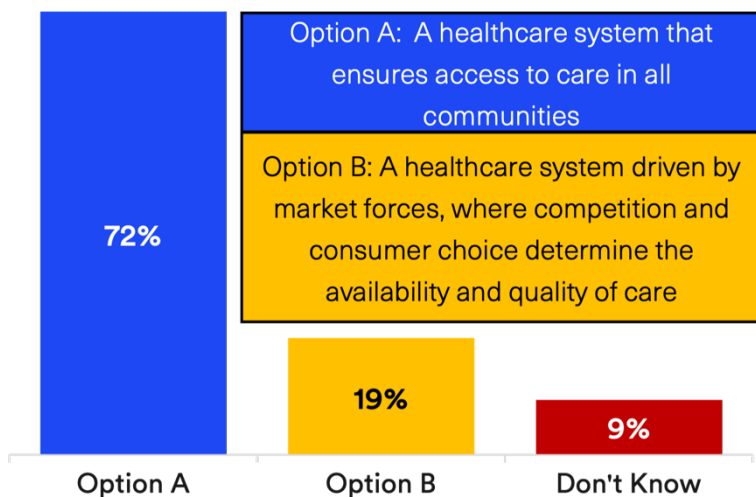 Option A:  A healthcare system that
ensures access to care in all
communities
Option B: A healthcare system driven by
market forces, where competition and
consumer choice determine the
availability and quality of care
72%
19%
9%
Option A
Option B
Don't Know